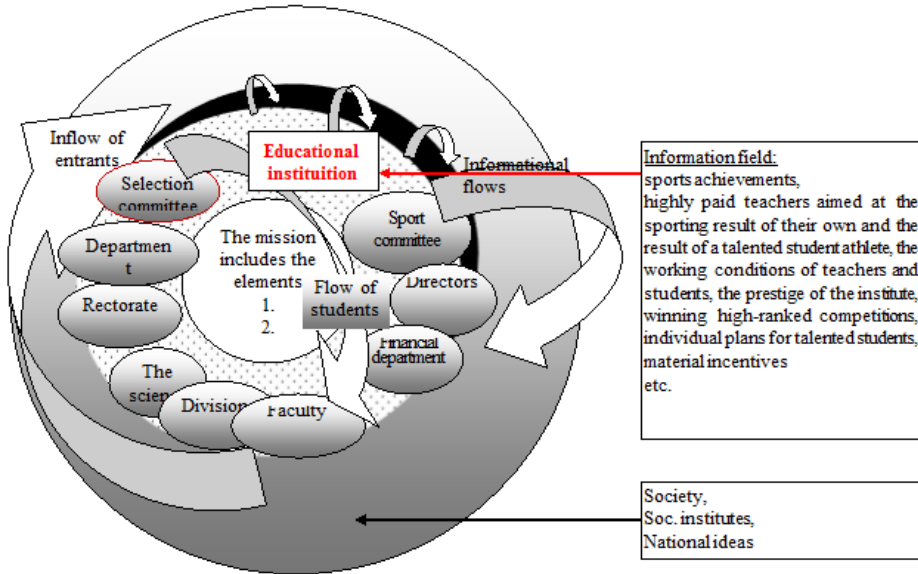 Inflow of
entrants
Educational
instituition
Informational
flows
Selection
committee
Departmen
t
Rectorate
The
scien
Division
Faculty
The mission
includes the
elements
1.
2.
Flow of
students
Sport
committee
Directors
Financial
department
Information field:
sports achievements,
highly paid teachers aimed at the
sporting result of their own and the
result of a talented student athlete, the
working conditions of teachers and
students, the prestige of the institute,
winning high-ranked competitions,
individual plans for talented students,
material incentives
etc.
Society,
Soc. institutes,
National ideas